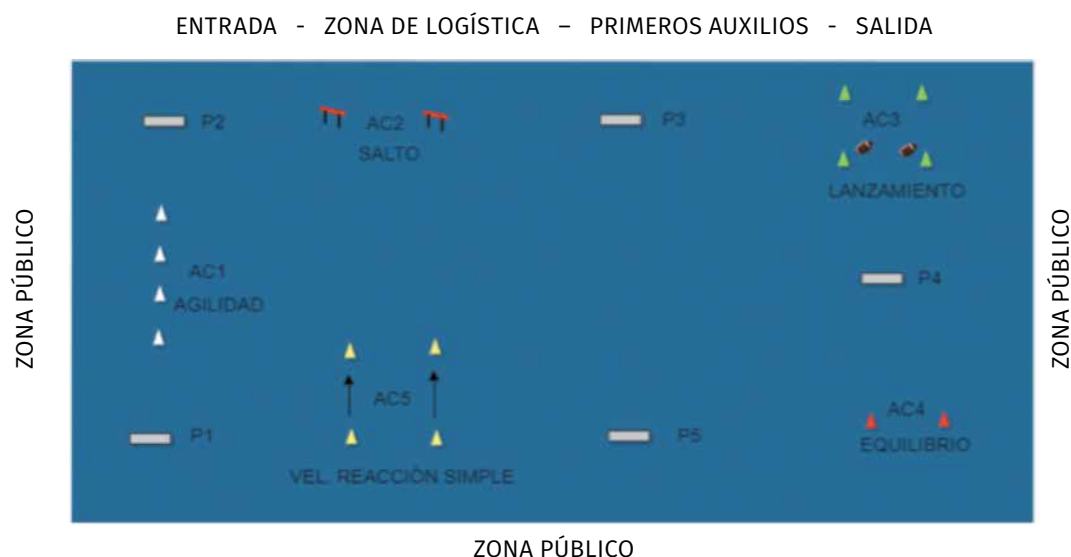 ENTRADA - ZONA DE LOGÍSTICA – PRIMEROS AUXILIOS - SALIDA
P2
AC2
SALTO
P3
AC3
LANZAMIENTO
ZONA PÚBLICO
AC1
AGILIDAD
P4
ZONA PÚBLICO
P1
AC5
VEL. REACCIÒN SIMPLE
P5
AC4
EQUILIBRIO
ZONA PÚBLICO